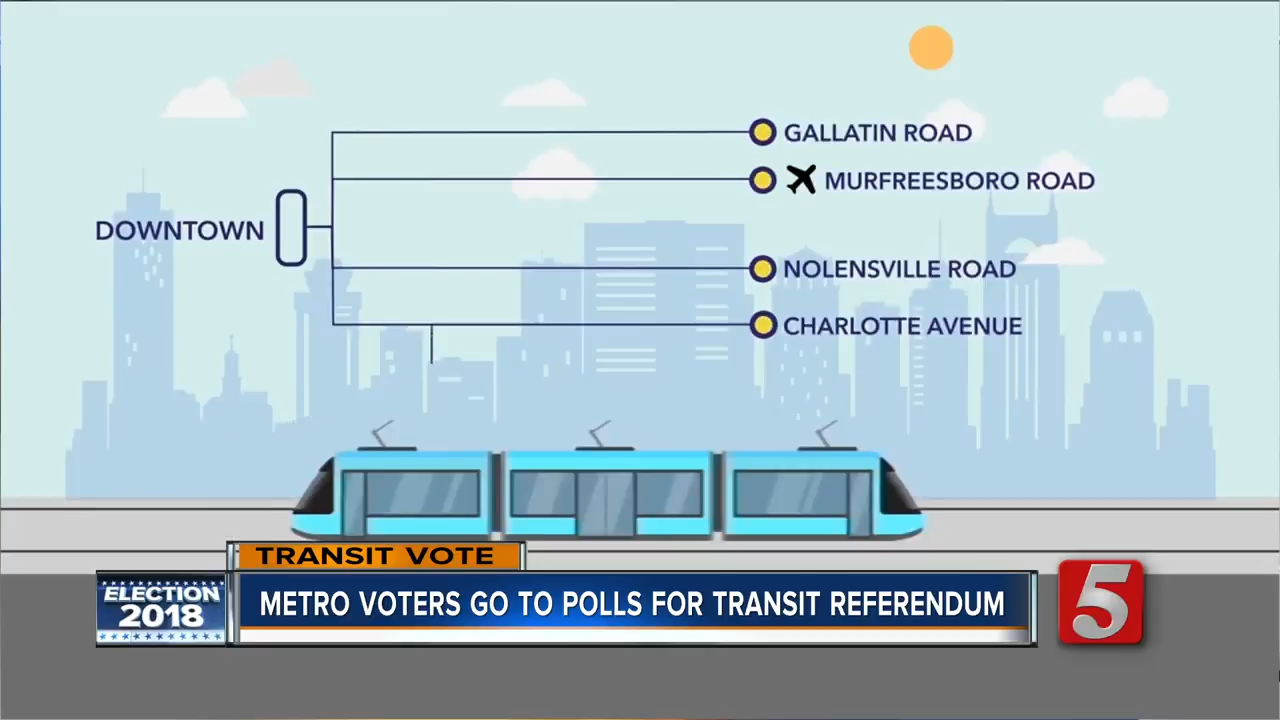 GALLATIN ROAD
MURFREESBORO ROAD
DOWNTOWN
NOLENSVILLE ROAD
CHARLOTTE AVENUE
TRANSIT VOTE
ELECTION
2018
METRO VOTERS GO TO POLLS FOR TRANSIT REFERENDUM
5